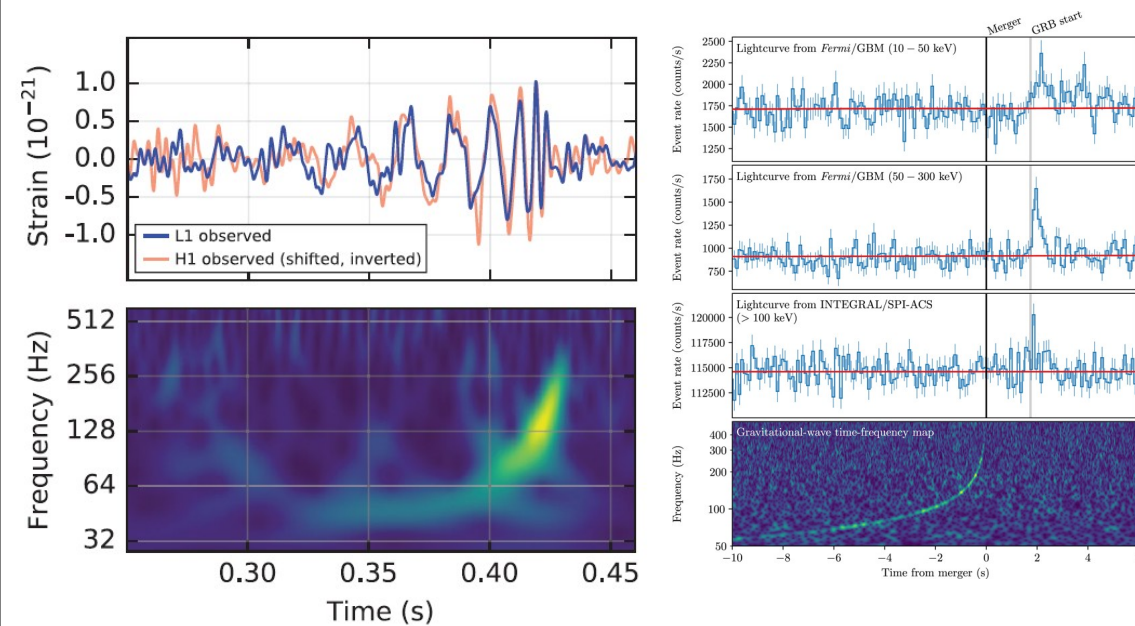 Strain (10⁻²¹)
1.0
0.5
0.0
-0.5
-1.0
L1 observed
H1 observed (shifted, inverted)
Frequency (Hz)
512
256
128
64
32
0.30 0.35 0.40 0.45
Time (s)
Merger GRB start
Event rate (counts/s)
2500
2250
2000
1750
1500
1250
Lightcurve from Fermi/GBM (10 − 50 keV)
Event rate (counts/s)
1750
1500
1250
1000
750
Lightcurve from Fermi/GBM (50 − 300 keV)
Event rate (counts/s)
120000
117500
115000
112500
Lightcurve from INTEGRAL/SPI-ACS
(> 100 keV)
Frequency (Hz)
400
300
200
100
50
Gravitational-wave time-frequency map
−10 −8 −6 −4 −2 0 2 4
Time from merger (s)